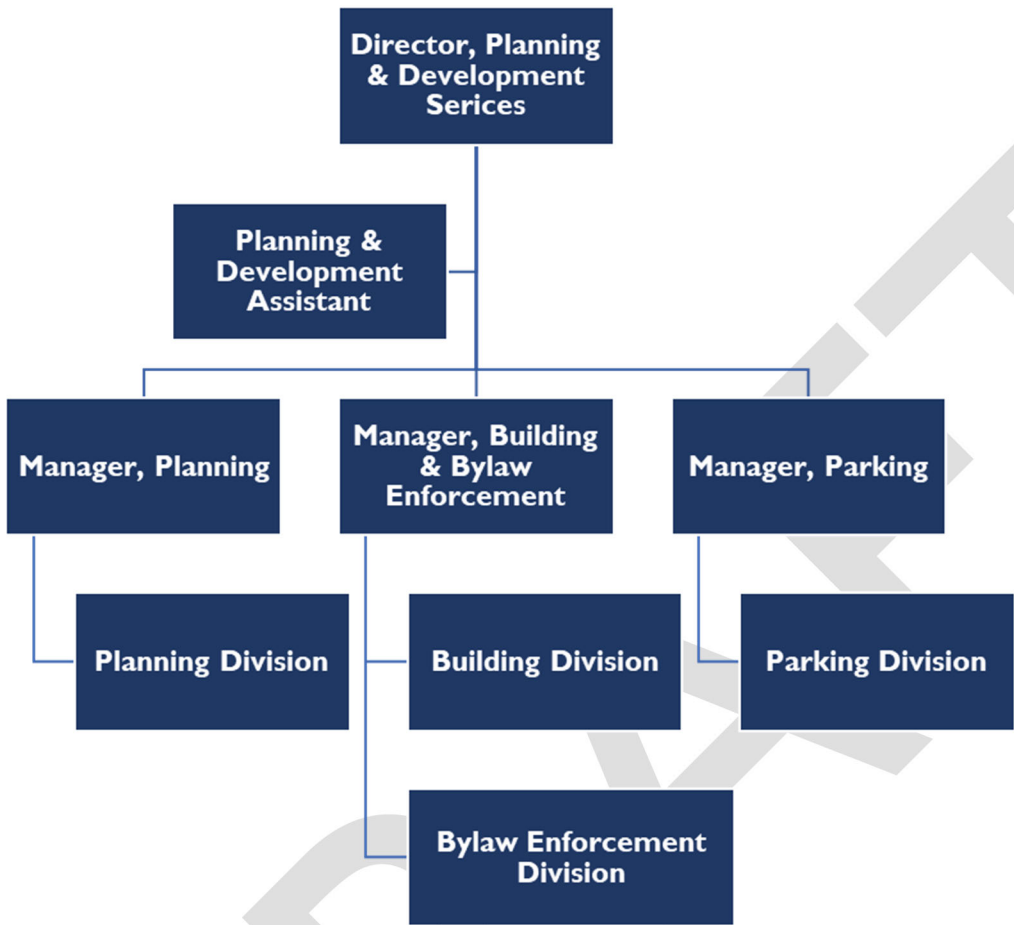 Director, Planning
& Development
Serices
Planning &
Development
Assistant
Manager, Planning
Manager, Building
& Bylaw
Enforcement
Manager, Parking
Planning Division
Building Division
Parking Division
Bylaw Enforcement
Division